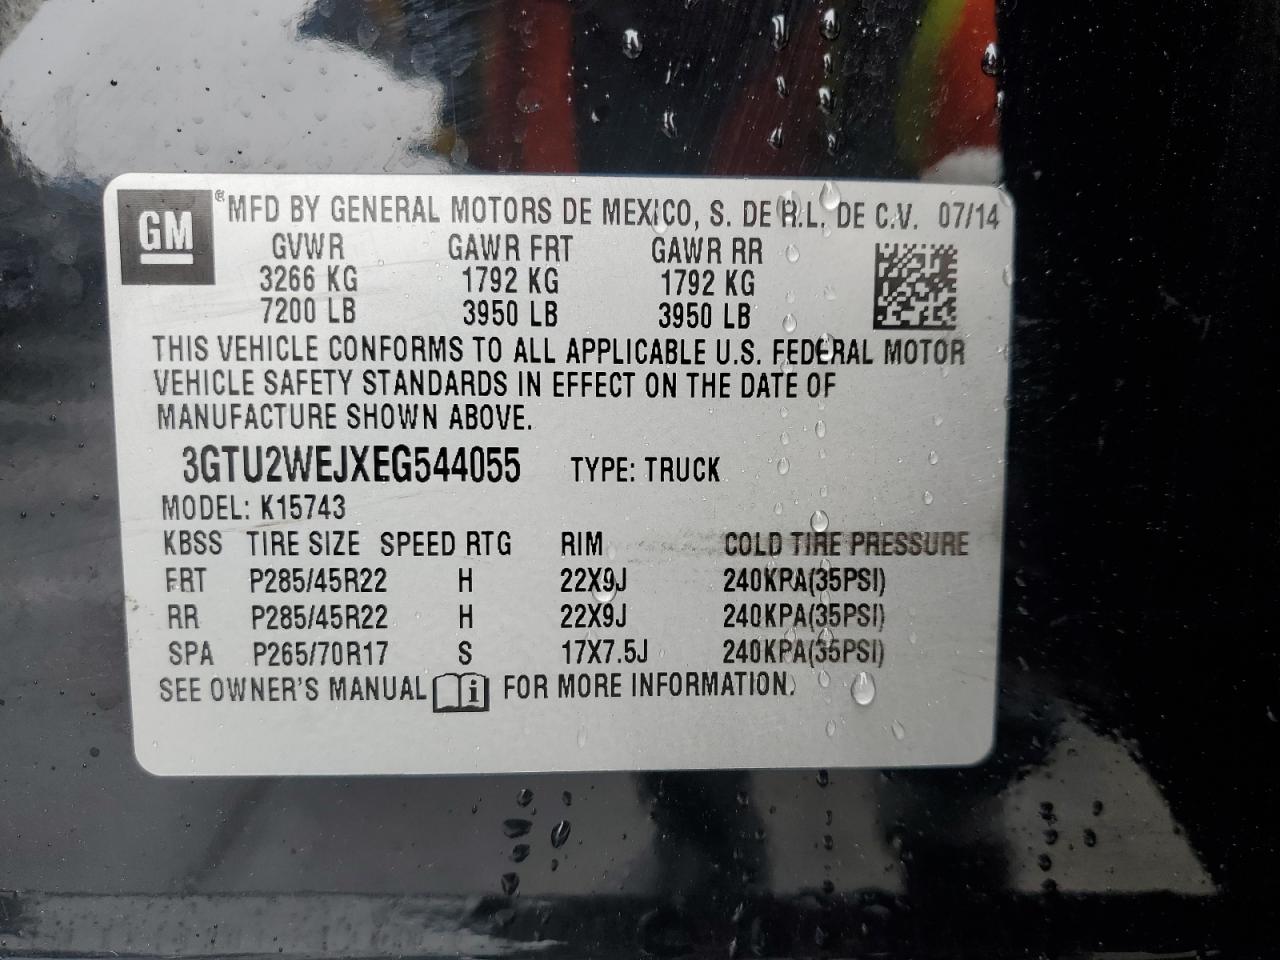 GM ® MFD BY GENERAL MOTORS DE MEXICO, S. DE R.L. DE C.V. 07/14
GVWR GAWR FRT GAWR RR
3266 KG 1792 KG 1792 KG
7200 LB 3950 LB 3950 LB
THIS VEHICLE CONFORMS TO ALL APPLICABLE U.S. FEDERAL MOTOR
VEHICLE SAFETY STANDARDS IN EFFECT ON THE DATE OF
MANUFACTURE SHOWN ABOVE.
3GTU2WEJXEG544055 TYPE: TRUCK
MODEL: K15743
KBSS TIRE SIZE SPEED RTG RIM COLD TIRE PRESSURE
FRT P285/45R22 H 22X9J 240KPA(35PSI)
RR P285/45R22 H 22X9J 240KPA(35PSI)
SPA P265/70R17 S 17X7.5J 240KPA(35PSI)
SEE OWNER'S MANUAL i FOR MORE INFORMATION.